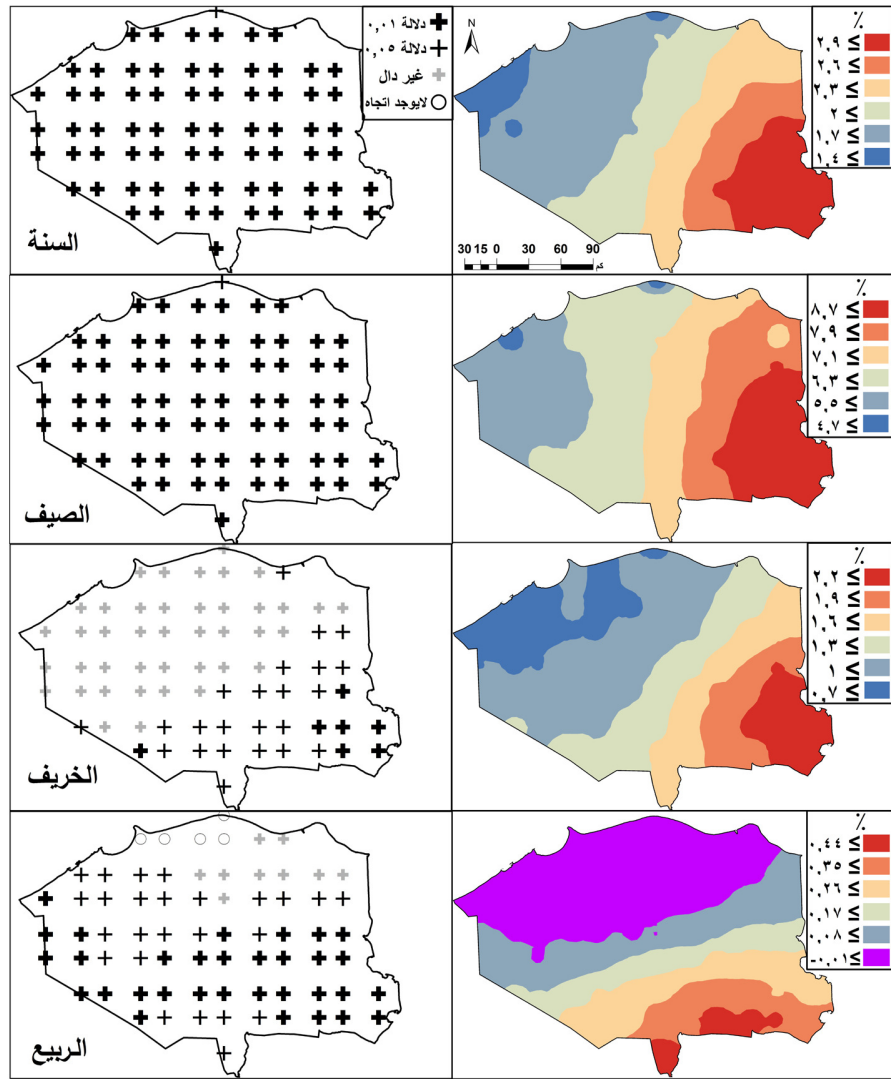 دلالة ٠,٠١
دلالة ٠,٠٥
غير دال
لايوجد اتجاه
السنة
N
٪
≥ ٢,٩
≥ ٢,٦
≥ ٢,٣
≥ ٢
≥ ١,٧
≥ ١,٤
30 15 0 30 60 90
كم
الصيف
٪
≥ ٨,٧
≥ ٧,٩
≥ ٧,١
≥ ٦,٣
≥ ٥,٥
≥ ٤,٧
الخريف
٪
≥ ٢,٢
≥ ١,٩
≥ ١,٦
≥ ١,٣
≥ ١
≥ ٠,٧
الربيع
٪
≥ ٠,٤٤
≥ ٠,٣٥
≥ ٠,٢٦
≥ ٠,١٧
≥ ٠,٠٨
≥ -٠,٠١